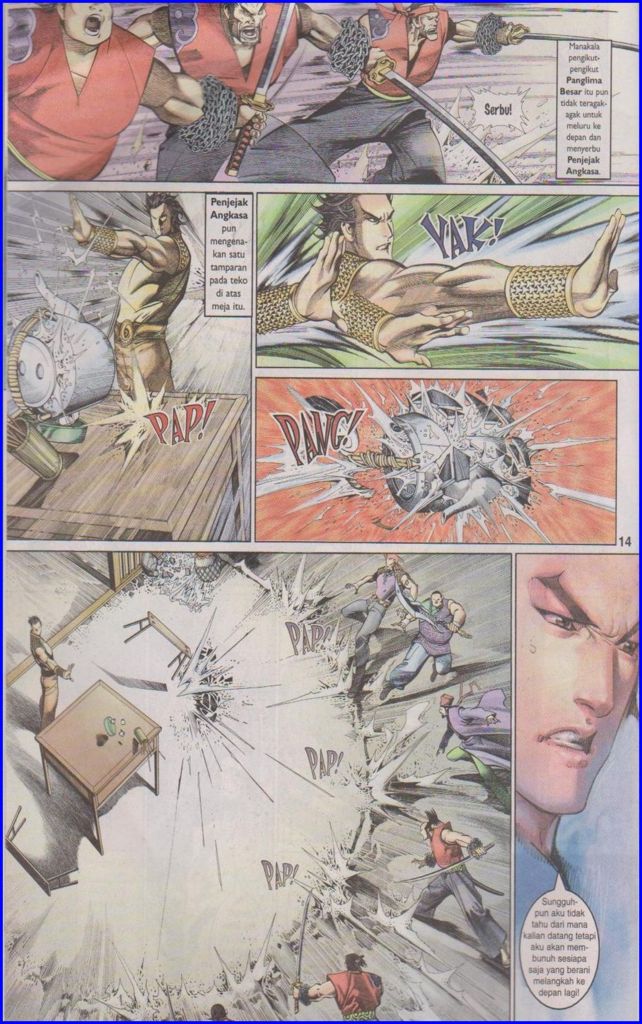 Manakala
pengikut-
pengikut
Panglima
Besar itu pun
tidak teragak-
agak untuk
meluru ke
depan dan
menyerbu
Penjejak
Angkasa.
Serbu!
Penjejak
Angkasa
pun
mengena-
kan satu
tamparan
pada teko
di atas
meja itu.
PAP!
YAK!
PANG!
14
PAP!
PAP!
PAP!
Sungguh-
pun aku tidak
tahu dari mana
kalian datang tetapi
aku akan mem-
bunuh sesiapa
saja yang berani
melangkah ke
depan lagi!